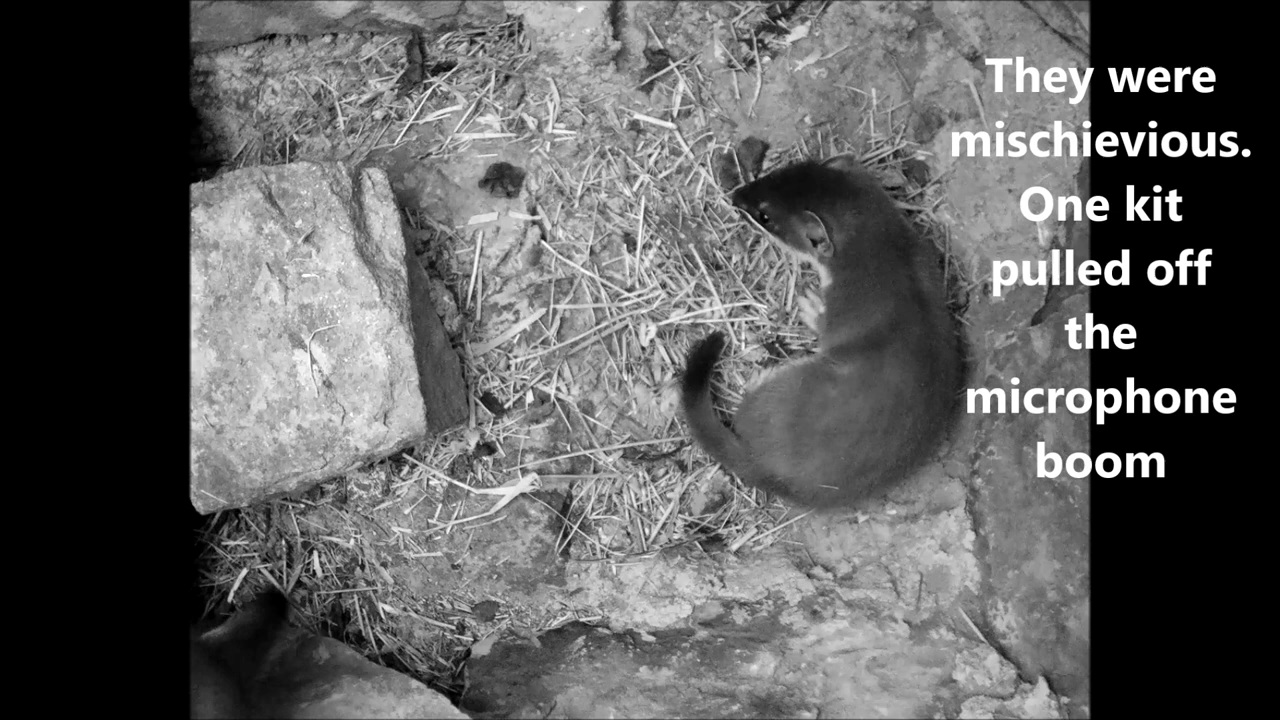 They were
mischievious.
One kit
pulled off
the
microphone
boom